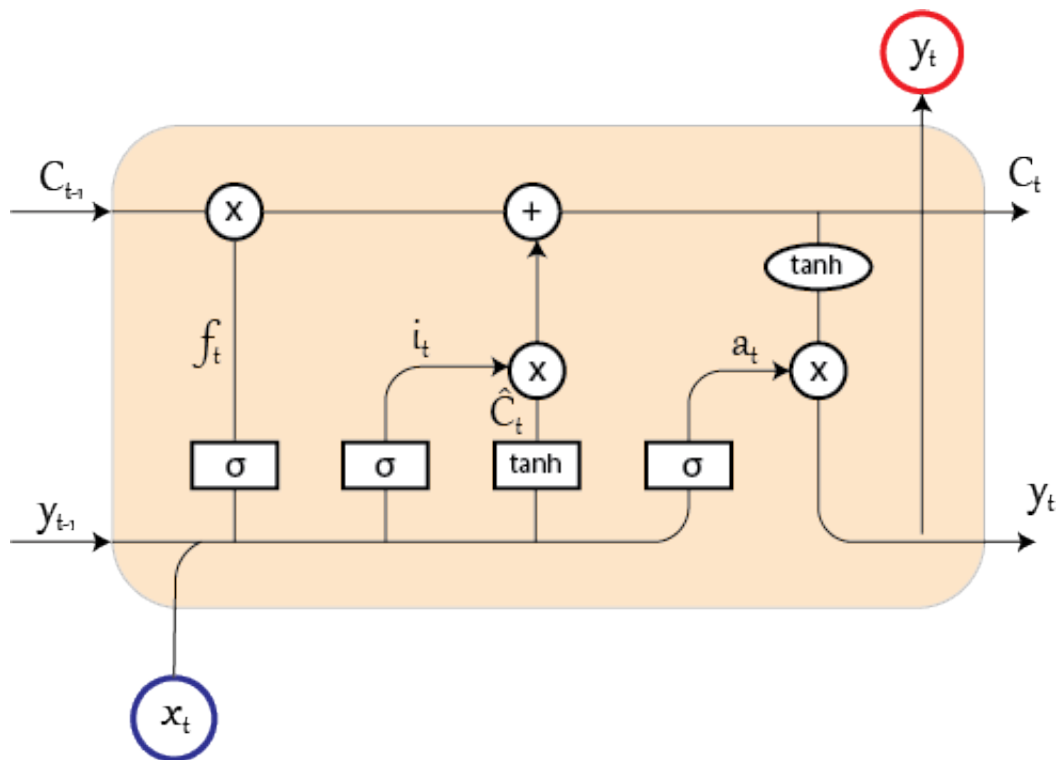 yₜ
Cₜ₋₁
x
+
Cₜ
tanh
fₜ
iₜ
x
aₜ
x
Ĉₜ
σ
σ
tanh
σ
yₜ₋₁
yₜ
xₜ